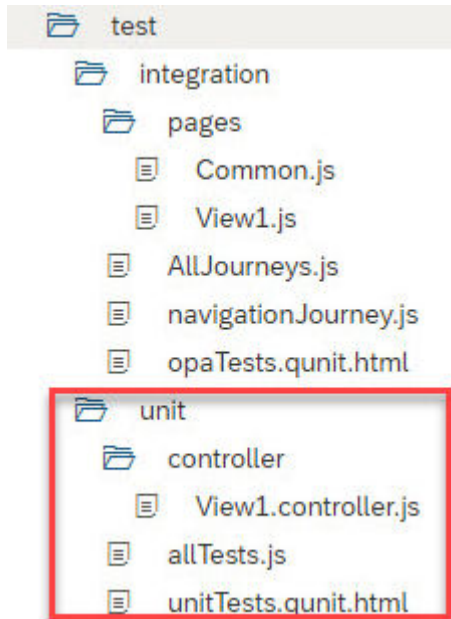 test
integration
pages
Common.js
View1.js
AllJourneys.js
navigationJourney.js
opaTests.qunit.html
unit
controller
View1.controller.js
allTests.js
unitTests.qunit.html